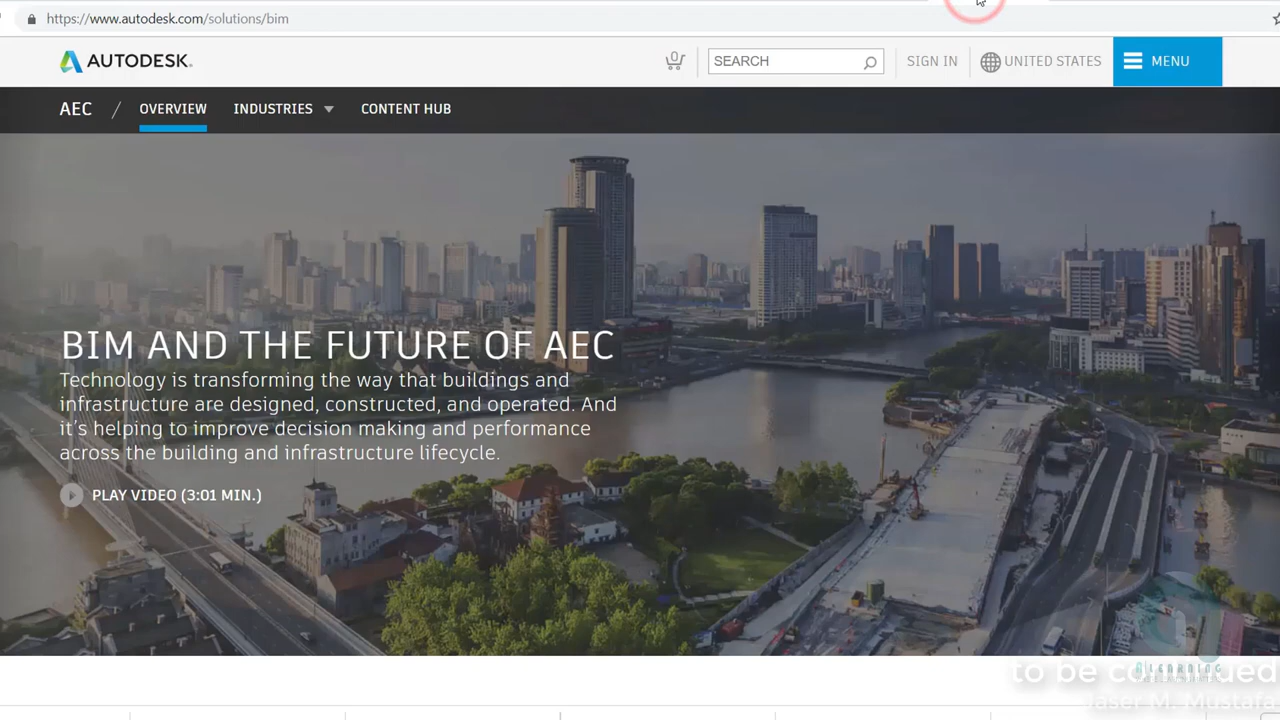 https://www.autodesk.com/solutions/bim
AUTODESK.
0
SEARCH
SIGN IN
UNITED STATES
MENU
AEC / OVERVIEW INDUSTRIES CONTENT HUB
BIM AND THE FUTURE OF AEC
Technology is transforming the way that buildings and
infrastructure are designed, constructed, and operated. And
it's helping to improve decision making and performance
across the building and infrastructure lifecycle.
PLAY VIDEO (3:01 MIN.)
to be continued
Yaser M. Mustafa